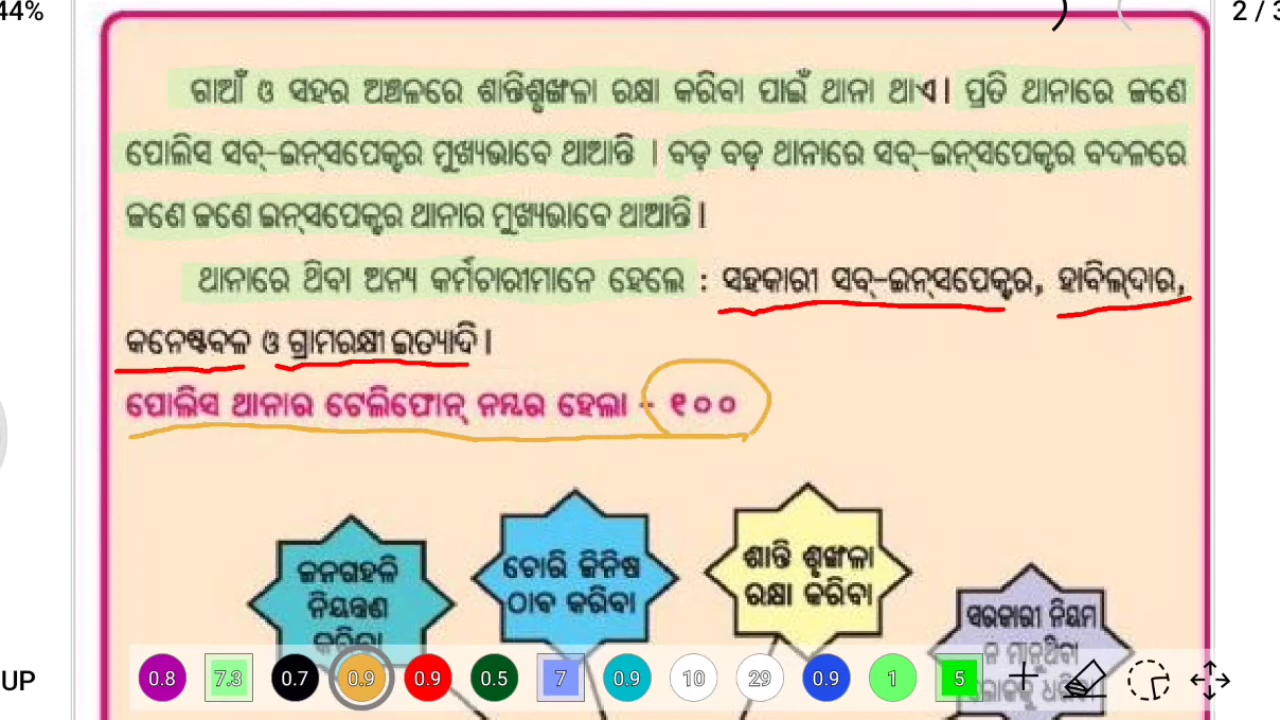 44%
2 / 3
ଗାଆଁ ଓ ସହର ଅଞ୍ଚଳରେ ଶାନ୍ତିଶୃଙ୍ଖଳା ରକ୍ଷା କରିବା ପାଇଁ ଥାନା ଥାଏ। ପ୍ରତି ଥାନାରେ ଜଣେ
ପୋଲିସ ସବ୍-ଇନ୍ସପେକ୍ଟର ମୁଖ୍ୟଭାବେ ଥାଆନ୍ତି । ବଡ଼ ବଡ଼ ଥାନାରେ ସବ୍-ଇନ୍ସପେକ୍ଟର ବଦଳରେ
ଜଣେ ଜଣେ ଇନ୍ସପେକ୍ଟର ଥାନାର ମୁଖ୍ୟଭାବେ ଥାଆନ୍ତି।
ଥାନାରେ ଥିବା ଅନ୍ୟ କର୍ମଚାରୀମାନେ ହେଲେ : ସହକାରୀ ସବ୍-ଇନ୍ସପେକ୍ଟର, ହାବିଲ୍ଦାର,
କନେଷ୍ଟବଳ ଓ ଗ୍ରାମରକ୍ଷୀ ଇତ୍ୟାଦି।
ପୋଲିସ ଥାନାର ଟେଲିଫୋନ୍ ନମ୍ବର ହେଲା - ୧୦୦
ଜନଗହଳି
ନିୟନ୍ତ୍ରଣ
କରିବା
ଚୋରି ଜିନିଷ
ଠାବ କରିବା
ଶାନ୍ତି ଶୃଙ୍ଖଳା
ରକ୍ଷା କରିବା
ସରକାରୀ ନିୟମ
ନ ମାନୁଥିବା
ଲୋକକୁ ଧରିବା
UP
0.8 7.3 0.7 0.9 0.9 0.5 7 0.9 10 29 0.9 1 5